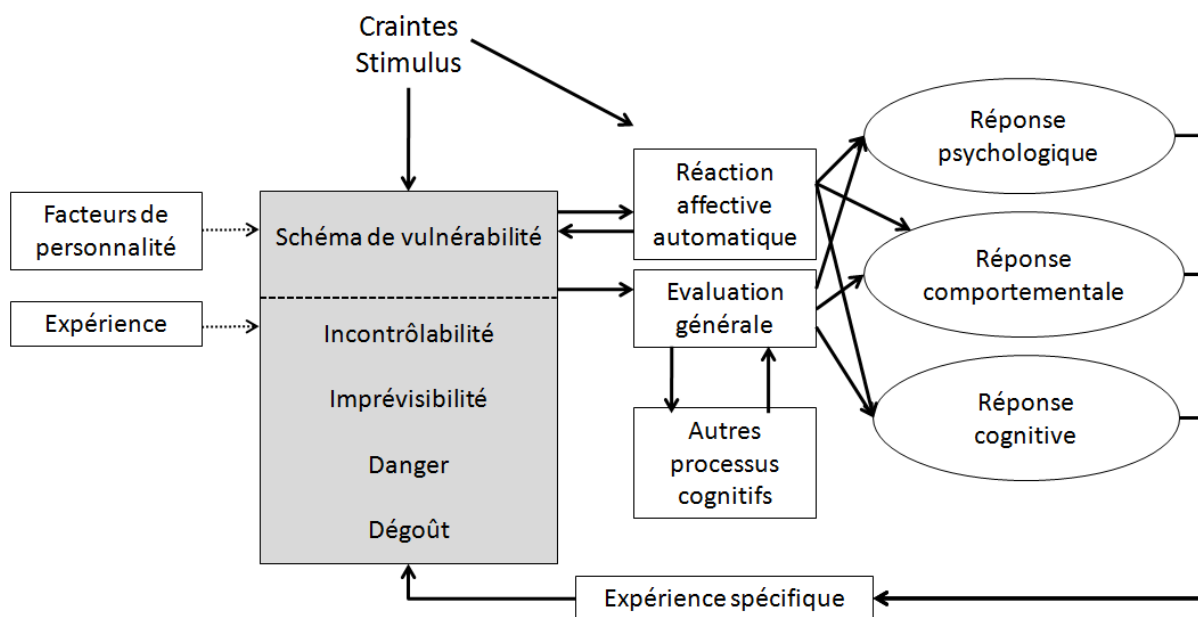 Craintes
Stimulus
Facteurs de
personnalité
Expérience
Schéma de vulnérabilité
Incontrôlabilité
Imprévisibilité
Danger
Dégoût
Réaction
affective
automatique
Evaluation
générale
Autres
processus
cognitifs
Réponse
psychologique
Réponse
comportementale
Réponse
cognitive
Expérience spécifique